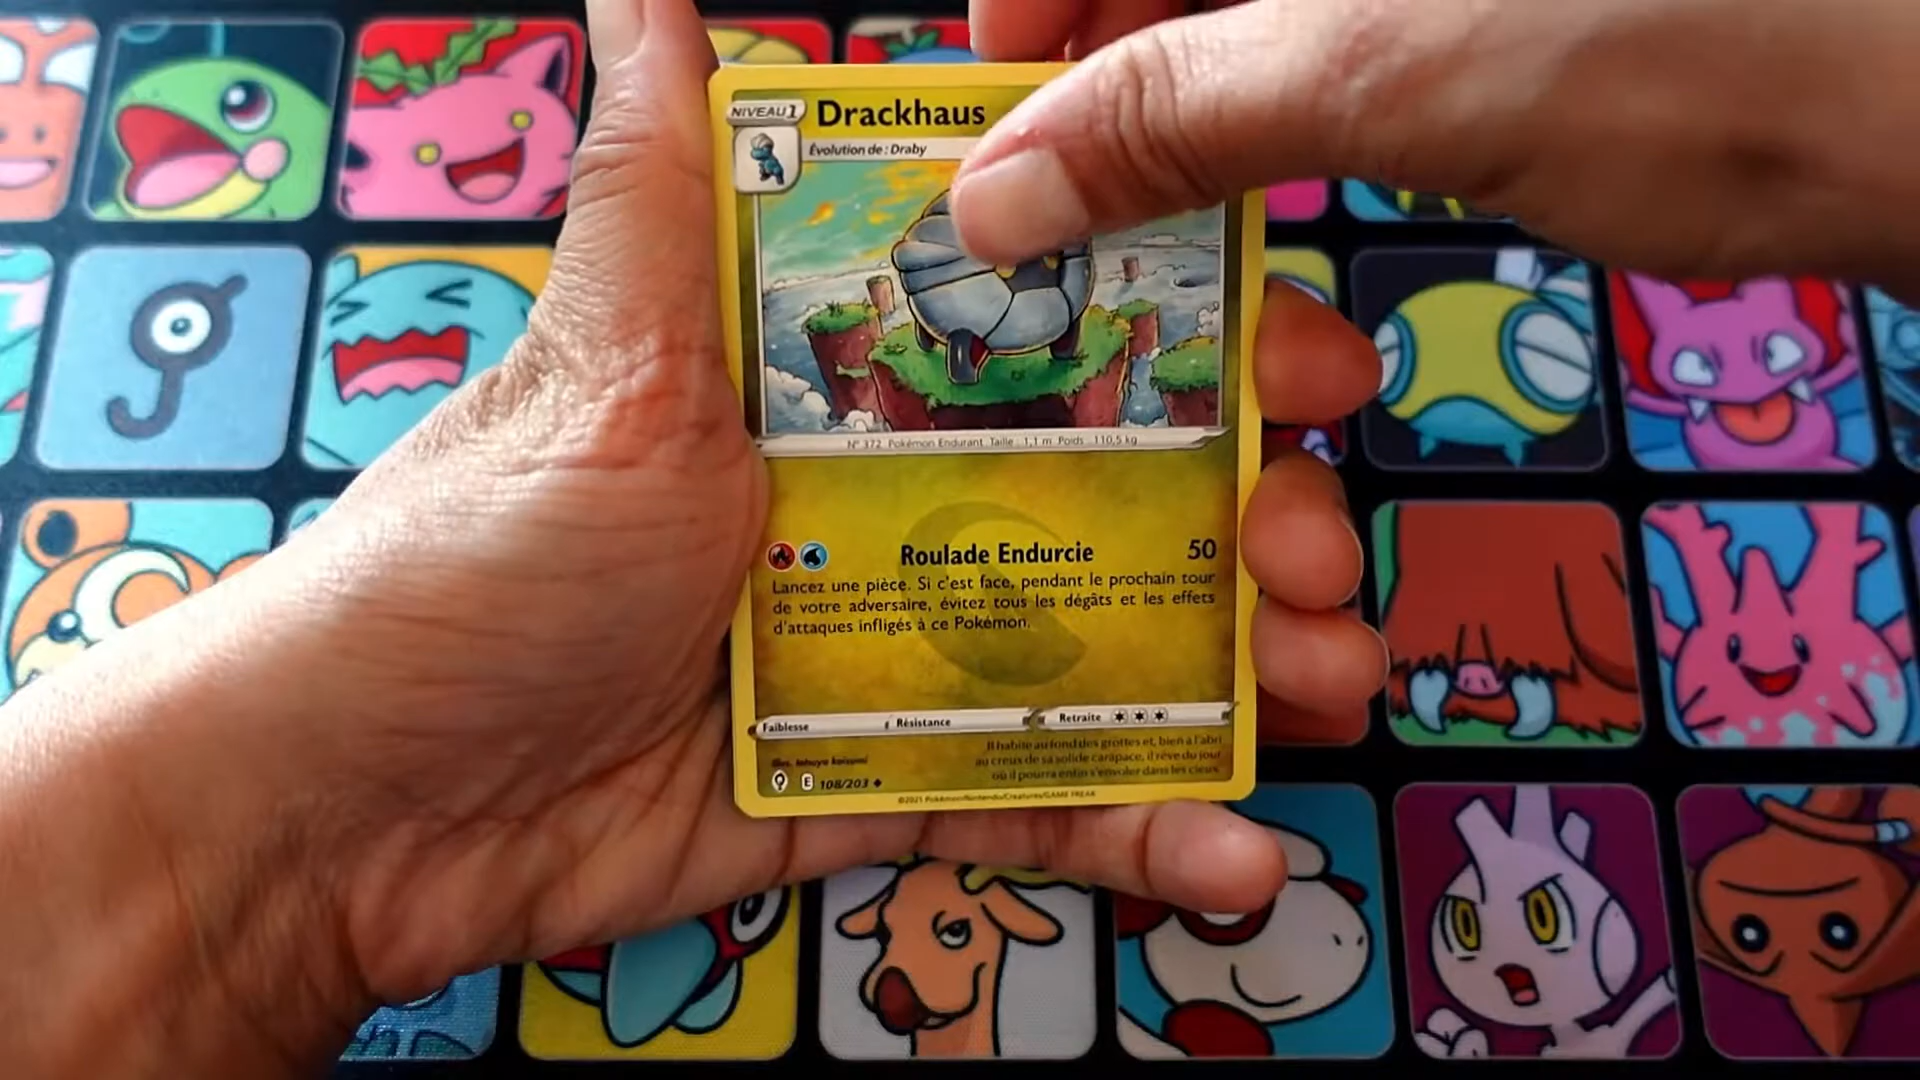 NIVEAU 1
Drackhaus
Évolution de : Draby
N° 372 Pokémon Endurant Taille : 1,1 m Poids : 110,5 kg
Roulade Endurcie 50
Lancez une pièce. Si c'est face, pendant le prochain tour
de votre adversaire, évitez tous les dégâts et les effets
d'attaques infligés à ce Pokémon.
Faiblesse Résistance Retraite
Il habite au fond des grottes et, bien à l'abri
au creux de sa solide carapace, il rêve du jour
où il pourra enfin s'envoler dans les cieux.
Illus. tetsuya koizumi
E 108/203
©2021 Pokémon/Nintendo/Creatures/GAME FREAK